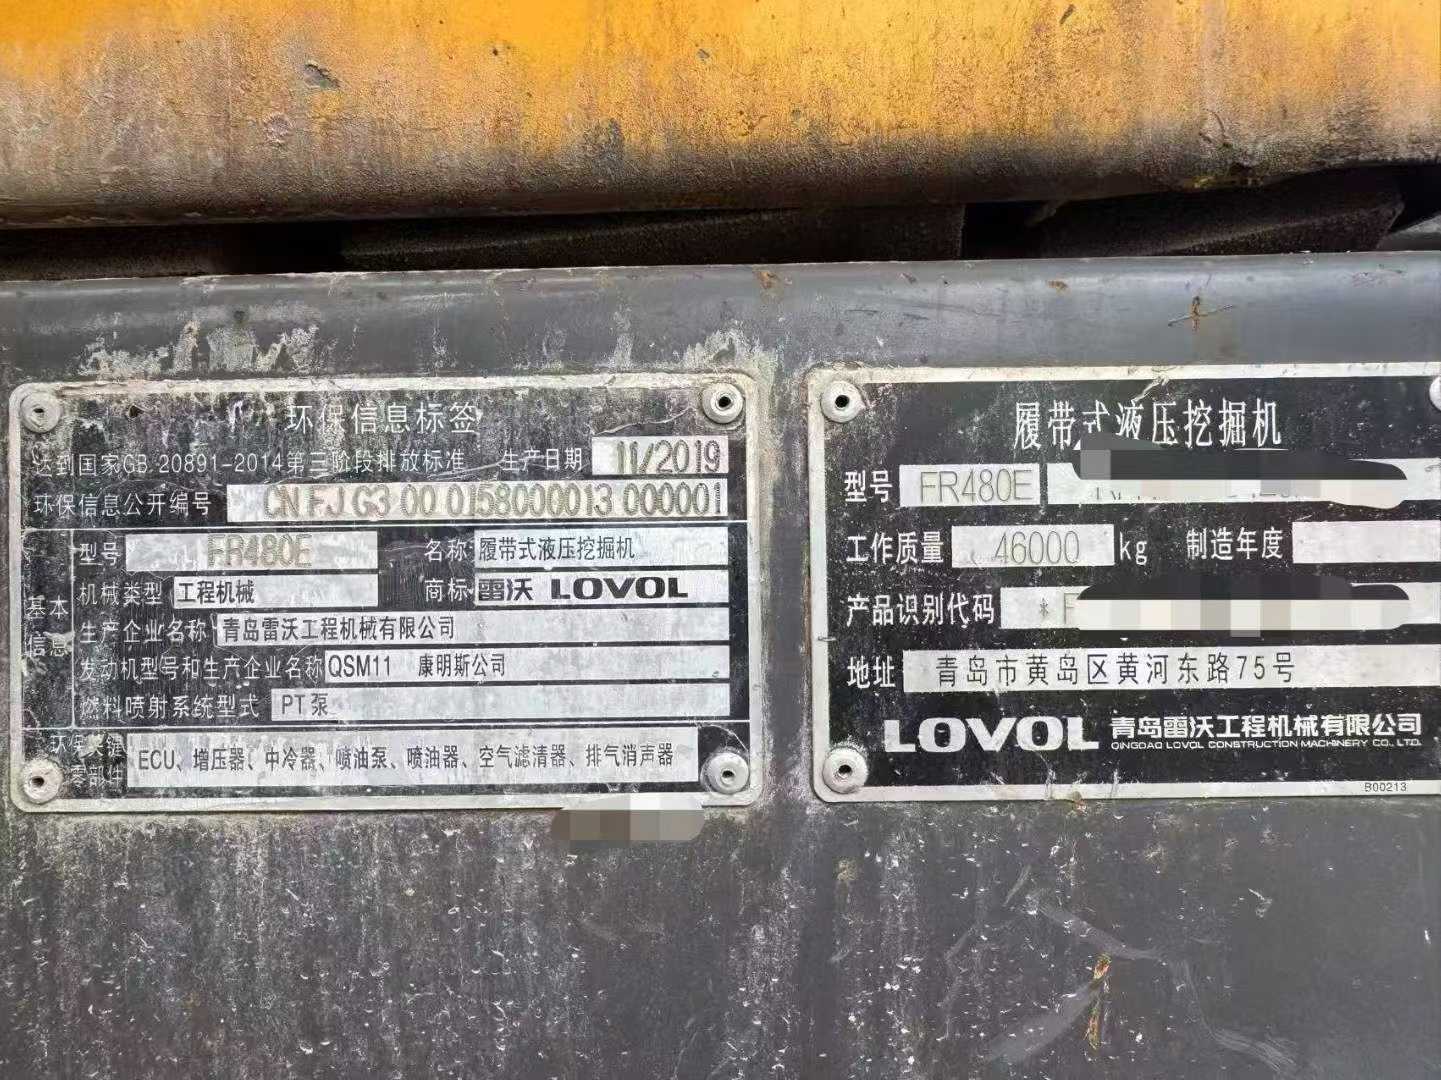 环保信息标签
达到国家GB 20891-2014第三阶段排放标准 生产日期 11/2019
环保信息公开编号 CN FJ G3 00 0158000013 000001
基本信息
型号 FR480E 名称 履带式液压挖掘机
机械类型 工程机械 商标 雷沃 LOVOL
生产企业名称 青岛雷沃工程机械有限公司
发动机型号和生产企业名称 QSM11 康明斯公司
燃料喷射系统型式 PT泵
环保关键零部件 ECU、增压器、中冷器、喷油泵、喷油器、空气滤清器、排气消声器
履带式液压挖掘机
型号 FR480E
工作质量 46000 kg 制造年度
产品识别代码 *F
地址 青岛市黄岛区黄河东路75号
LOVOL 青岛雷沃工程机械有限公司
QINGDAO LOVOL CONSTRUCTION MACHINERY CO., LTD.
B00213